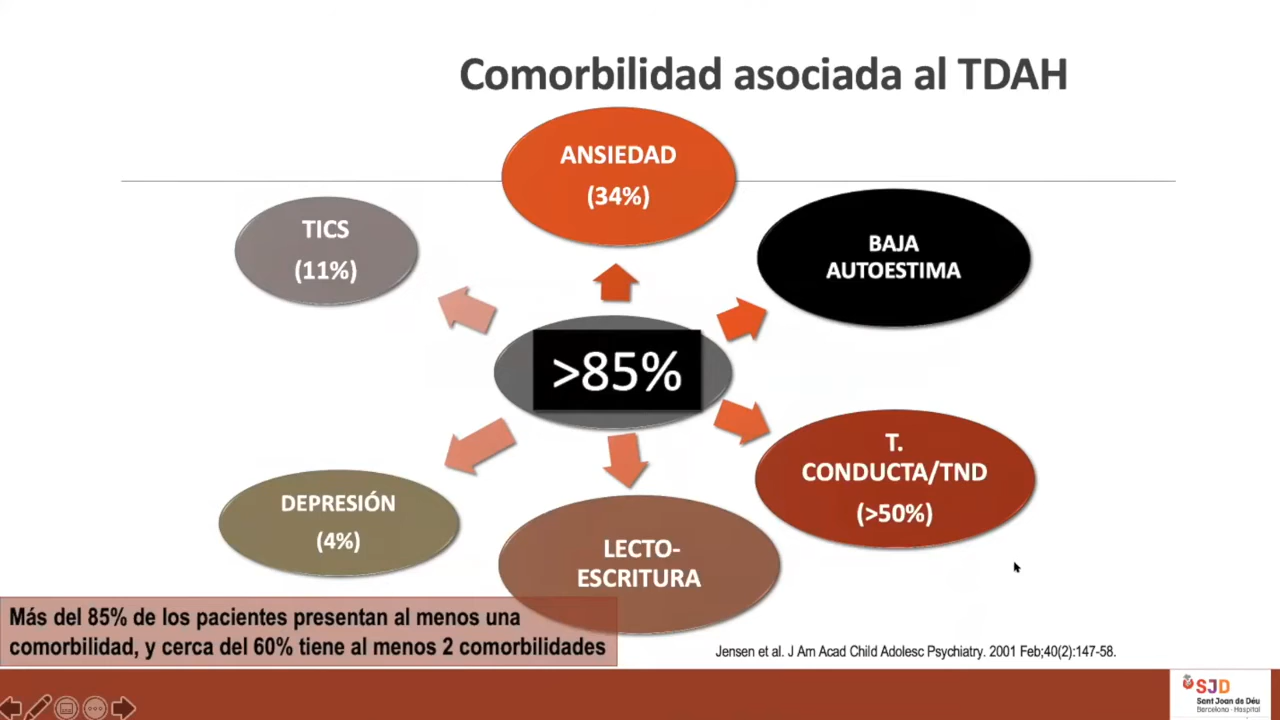 Comorbilidad asociada al TDAH
ANSIEDAD
(34%)
TICS
(11%)
BAJA
AUTOESTIMA
>85%
T.
CONDUCTA/TND
(>50%)
DEPRESIÓN
(4%)
LECTO-
ESCRITURA
Más del 85% de los pacientes presentan al menos una
comorbilidad, y cerca del 60% tiene al menos 2 comorbilidades
Jensen et al. J Am Acad Child Adolesc Psychiatry. 2001 Feb;40(2):147-58.
SJD
Sant Joan de Déu
Barcelona · Hospital